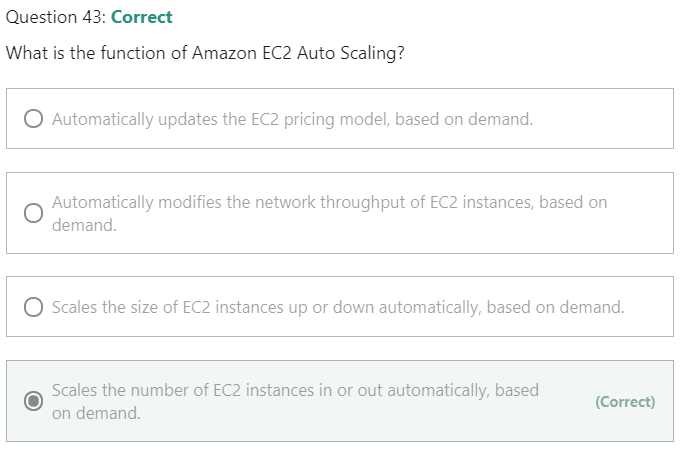 Question 43: Correct
What is the function of Amazon EC2 Auto Scaling?
Automatically updates the EC2 pricing model, based on demand.
Automatically modifies the network throughput of EC2 instances, based on
demand.
Scales the size of EC2 instances up or down automatically, based on demand.
Scales the number of EC2 instances in or out automatically, based
on demand.
(Correct)